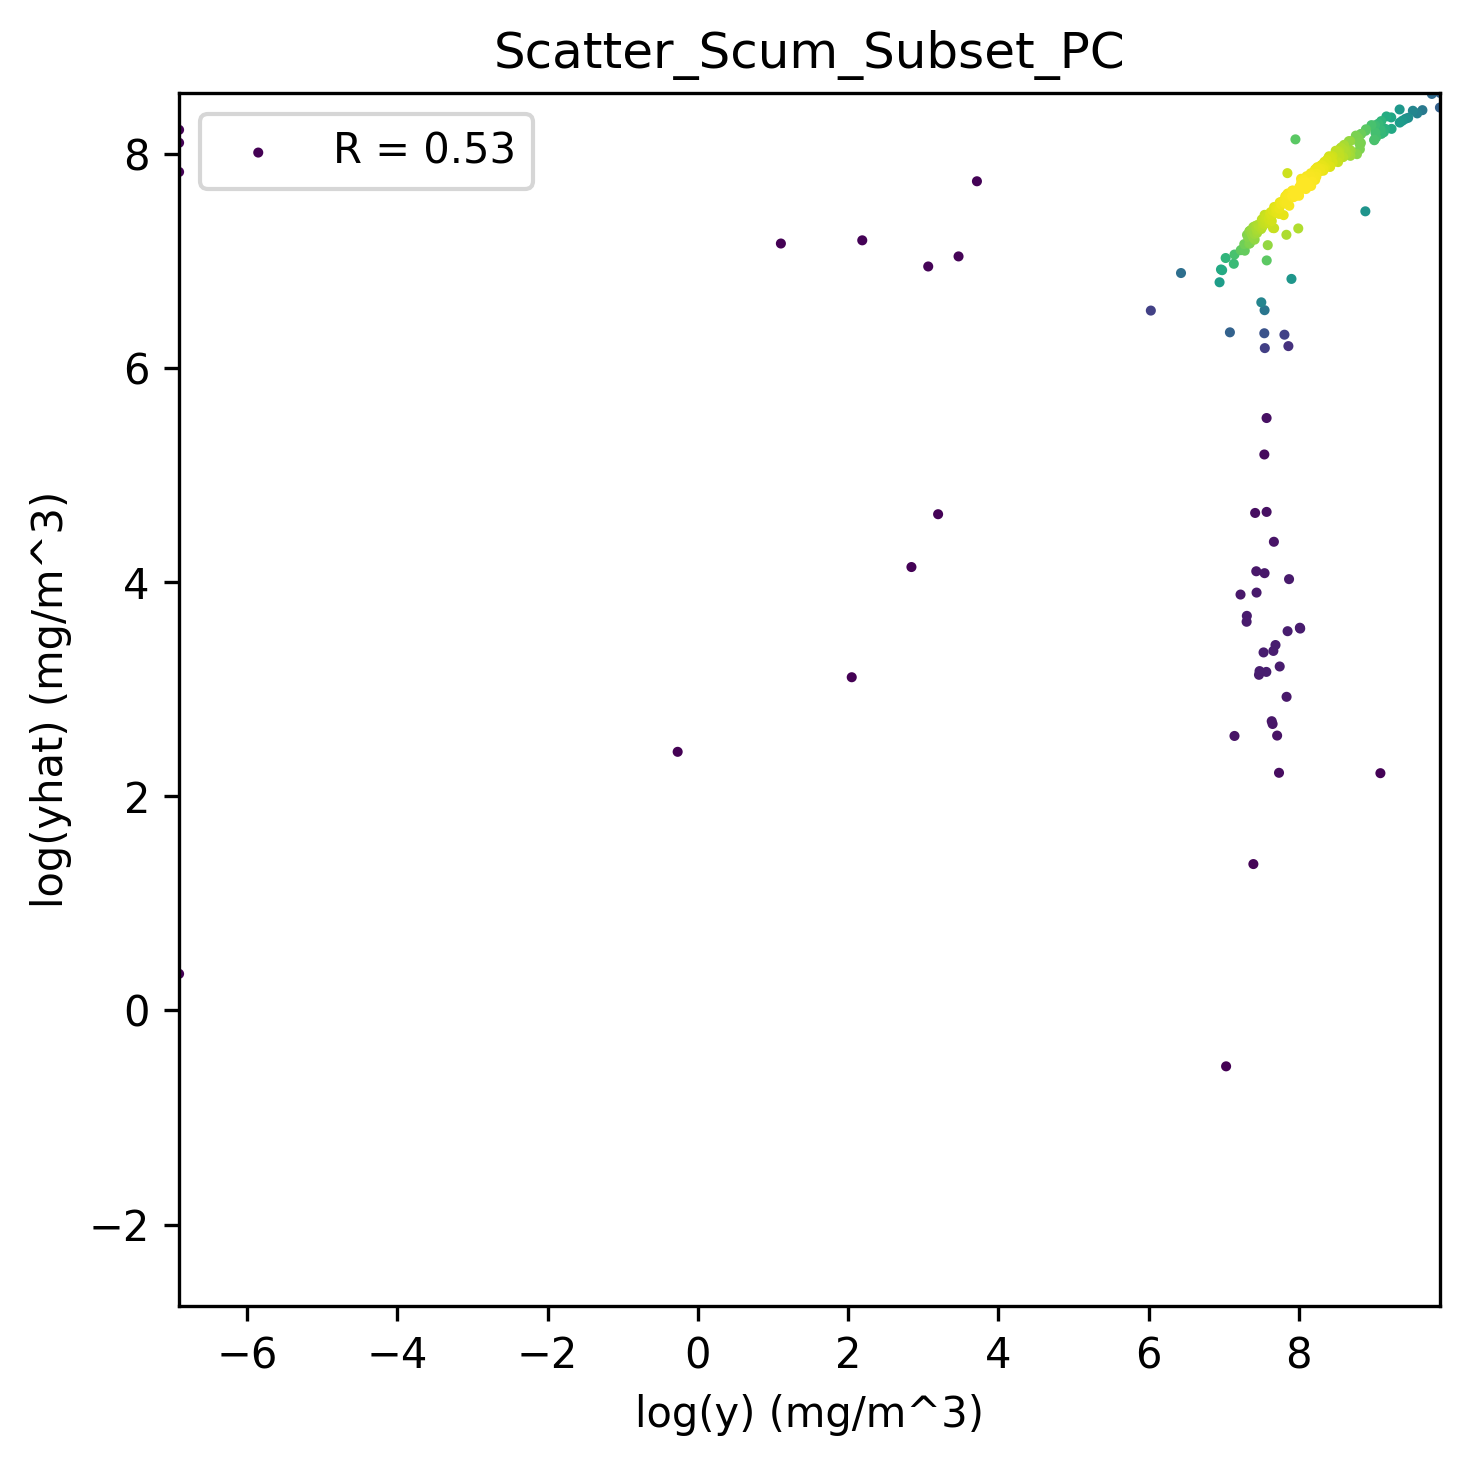 Scatter_Scum_Subset_PC
R = 0.53
8
6
4
2
0
−2
log(yhat) (mg/m^3)
−6 −4 −2 0 2 4 6 8
log(y) (mg/m^3)